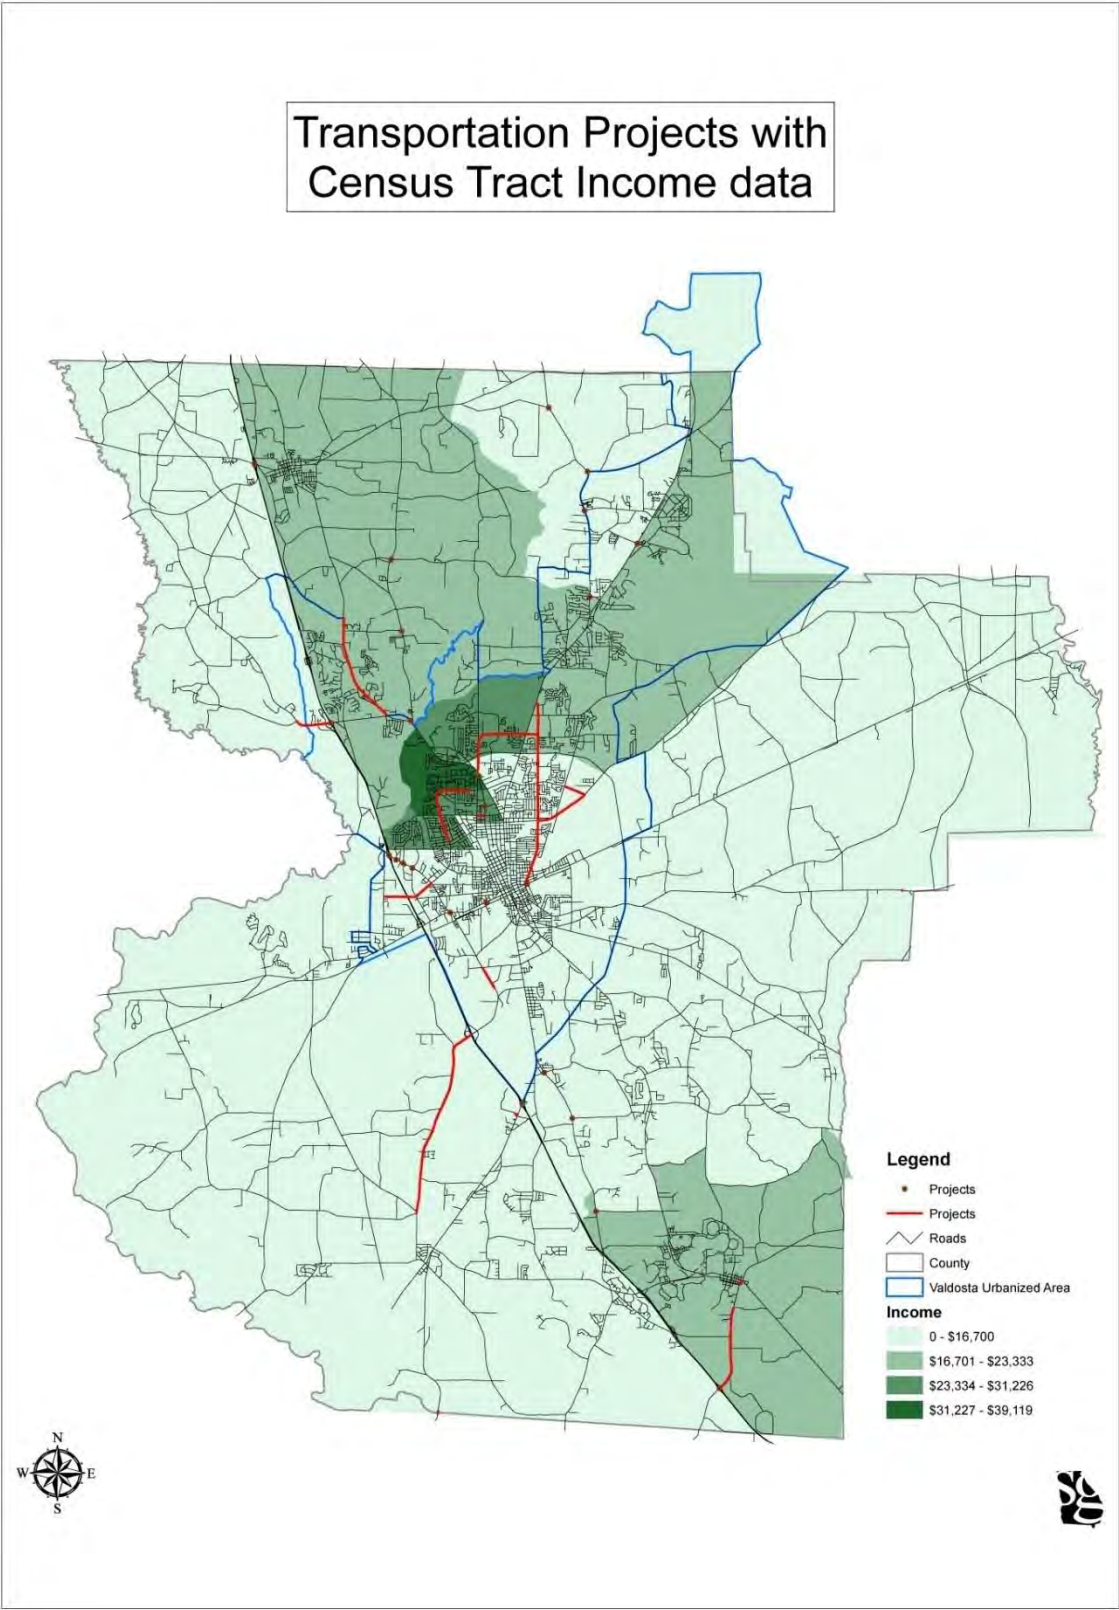 Transportation Projects with
Census Tract Income data
Legend
Projects
Projects
Roads
County
Valdosta Urbanized Area
Income
0 - $16,700
$16,701 - $23,333
$23,334 - $31,226
$31,227 - $39,119
N
W E
S